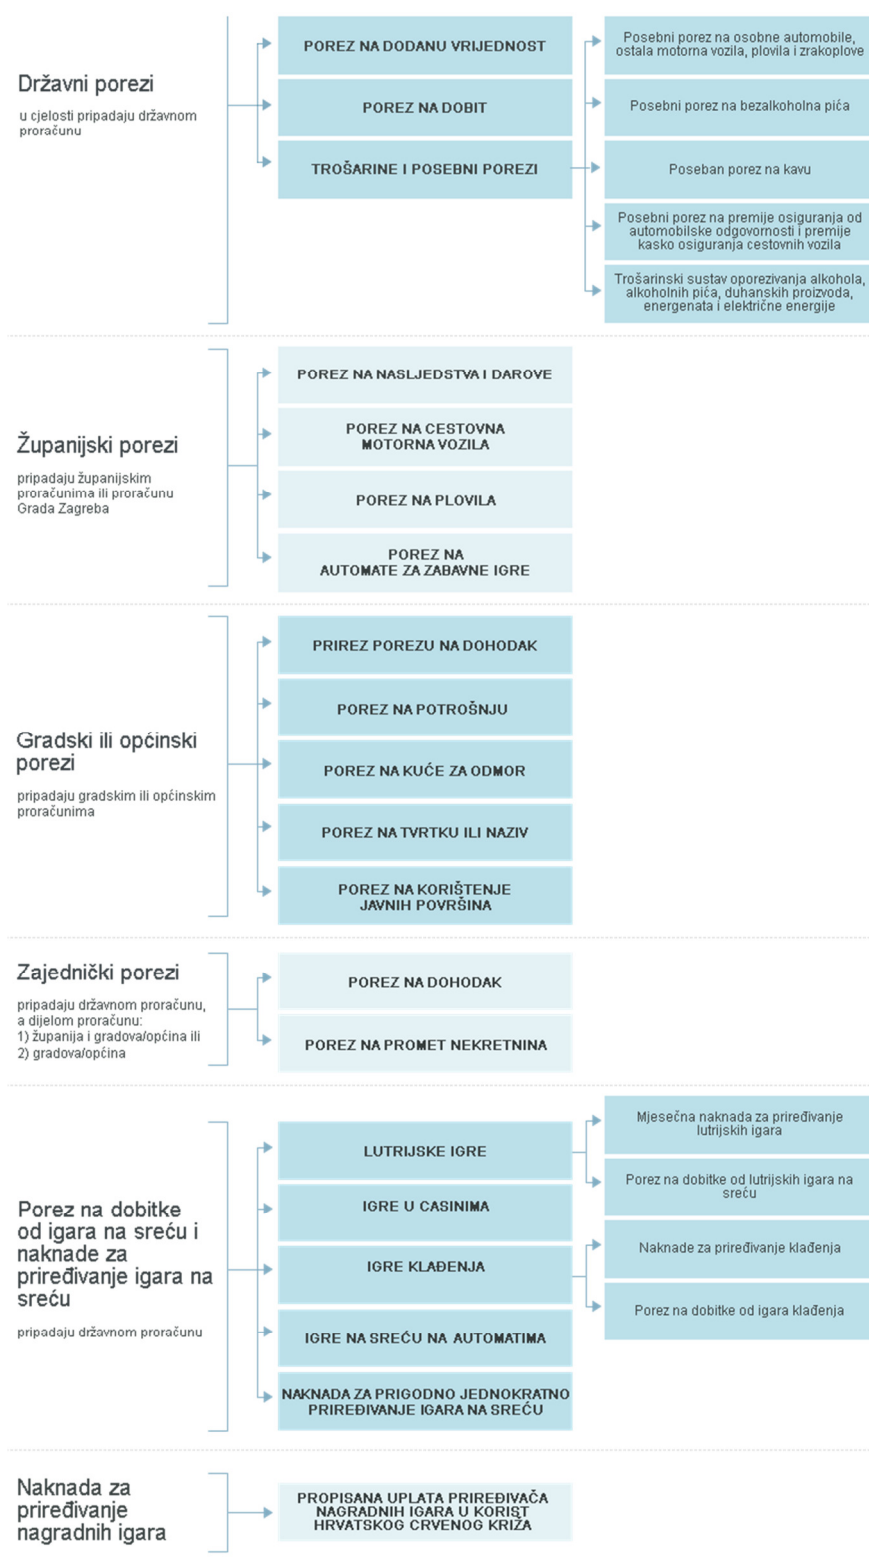 Državni porezi
u cjelosti pripadaju državnom
proračunu
POREZ NA DODANU VRIJEDNOST
POREZ NA DOBIT
TROŠARINE I POSEBNI POREZI
Posebni porez na osobne automobile,
ostala motorna vozila, plovila i zrakoplove
Posebni porez na bezalkoholna pića
Poseban porez na kavu
Posebni porez na premije osiguranja od
automobilske odgovornosti i premije
kasko osiguranja cestovnih vozila
Trošarinski sustav oporezivanja alkohola,
alkoholnih pića, duhanskih proizvoda,
energenata i električne energije
Županijski porezi
pripadaju županijskim
proračunima ili proračunu
Grada Zagreba
POREZ NA NASLJEDSTVA I DAROVE
POREZ NA CESTOVNA
MOTORNA VOZILA
POREZ NA PLOVILA
POREZ NA
AUTOMATE ZA ZABAVNE IGRE
Gradski ili općinski
porezi
pripadaju gradskim ili općinskim
proračunima
PRIREZ POREZU NA DOHODAK
POREZ NA POTROŠNJU
POREZ NA KUĆE ZA ODMOR
POREZ NA TVRTKU ILI NAZIV
POREZ NA KORIŠTENJE
JAVNIH POVRŠINA
Zajednički porezi
pripadaju državnom proračunu,
a dijelom proračunu:
1) županija i gradova/općina ili
2) gradova/općina
POREZ NA DOHODAK
POREZ NA PROMET NEKRETNINA
Porez na dobitke
od igara na sreću i
naknade za
priređivanje igara na
sreću
pripadaju državnom proračunu
LUTRIJSKE IGRE
IGRE U CASINIMA
IGRE KLAĐENJA
IGRE NA SREĆU NA AUTOMATIMA
NAKNADA ZA PRIGODNO JEDNOKRATNO
PRIREĐIVANJE IGARA NA SREĆU
Mjesečna naknada za priređivanje
lutrijskih igara
Porez na dobitke od lutrijskih igara na
sreću
Naknade za priređivanje klađenja
Porez na dobitke od igara klađenja
Naknada za
priređivanje
nagradnih igara
PROPISANA UPLATA PRIREĐIVAČA
NAGRADNIH IGARA U KORIST
HRVATSKOG CRVENOG KRIŽA